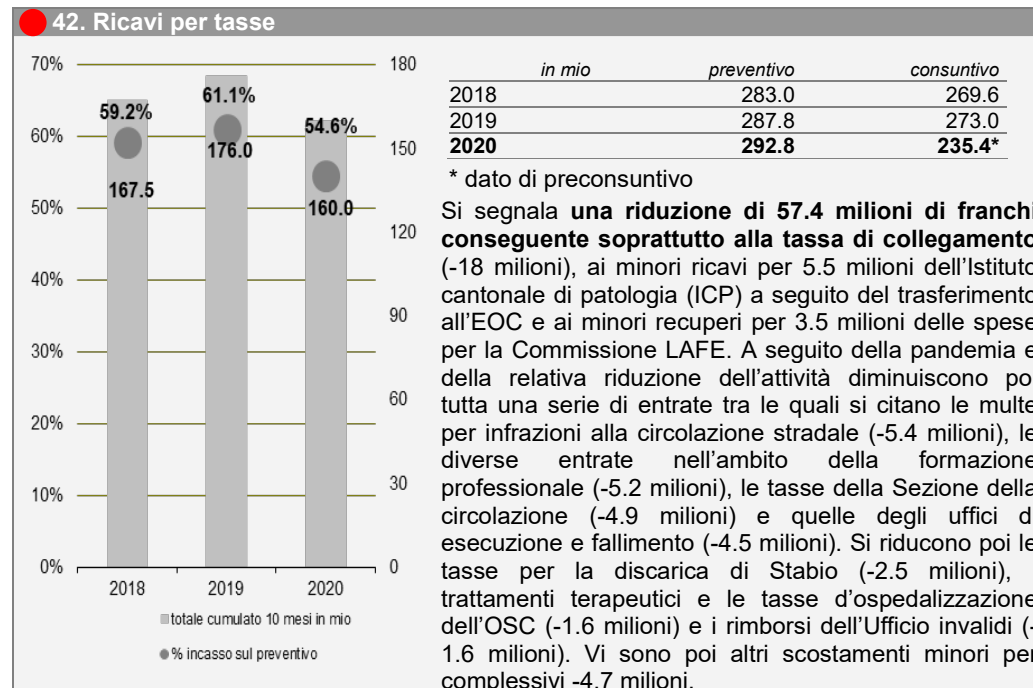 42. Ricavi per tasse
70%
60%
50%
40%
30%
20%
10%
0%
180
150
120
90
60
30
0
59.2%
167.5
61.1%
176.0
54.6%
160.0
2018 2019 2020
totale cumulato 10 mesi in mio
% incasso sul preventivo
in mio preventivo consuntivo
2018 283.0 269.6
2019 287.8 273.0
2020 292.8 235.4*
* dato di preconsuntivo
Si segnala una riduzione di 57.4 milioni di franchi
conseguente soprattutto alla tassa di collegamento
(-18 milioni), ai minori ricavi per 5.5 milioni dell’Istituto
cantonale di patologia (ICP) a seguito del trasferimento
all’EOC e ai minori recuperi per 3.5 milioni delle spese
per la Commissione LAFE. A seguito della pandemia e
della relativa riduzione dell’attività diminuiscono po
tutta una serie di entrate tra le quali si citano le multe
per infrazioni alla circolazione stradale (-5.4 milioni), le
diverse entrate nell’ambito della formazione
professionale (-5.2 milioni), le tasse della Sezione della
circolazione (-4.9 milioni) e quelle degli uffici d
esecuzione e fallimento (-4.5 milioni). Si riducono poi le
tasse per la discarica di Stabio (-2.5 milioni),
trattamenti terapeutici e le tasse d’ospedalizzazione
dell’OSC (-1.6 milioni) e i rimborsi dell’Ufficio invalidi (-
1.6 milioni). Vi sono poi altri scostamenti minori per
complessivi -4.7 milioni.